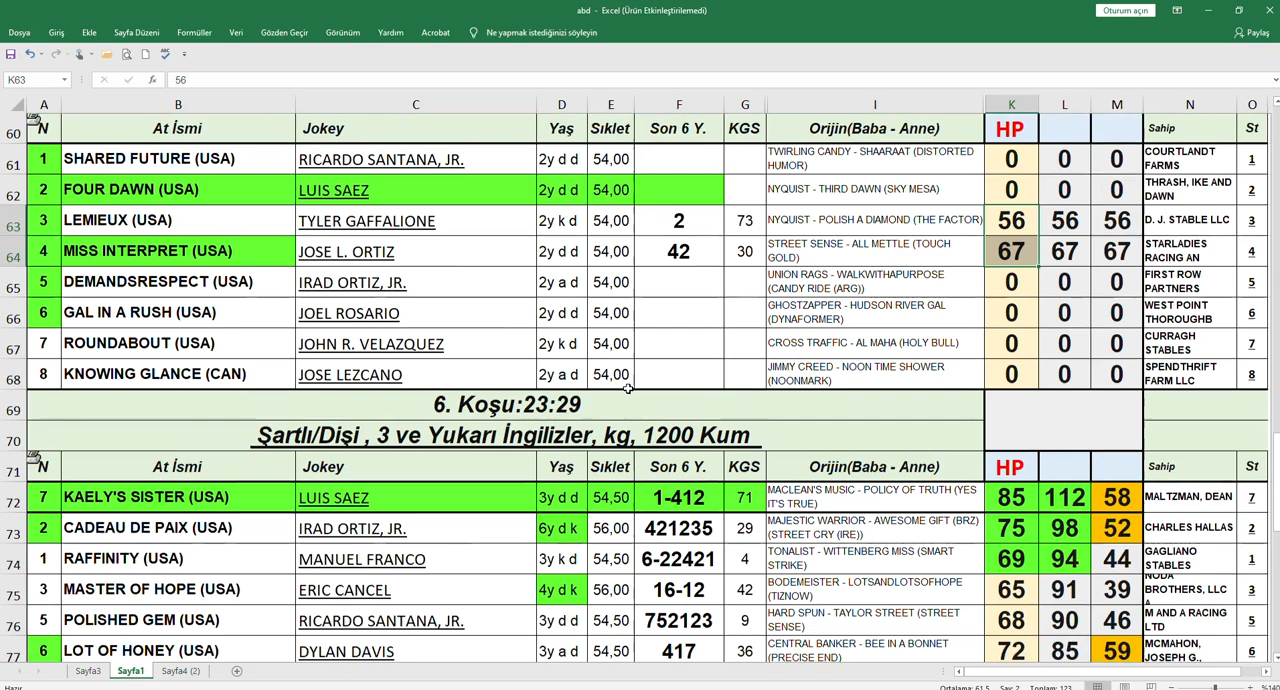 abd - Excel (Ürün Etkinleştirilemedi)
Oturum açın
Dosya Giriş Ekle Sayfa Düzeni Formüller Veri Gözden Geçir Görünüm Yardım Acrobat Ne yapmak istediğinizi söyleyin Paylaş
K63 fx 56
A B C D E F G I K L M N O
60 N At İsmi Jokey Yaş Sıklet Son 6 Y. KGS Orijin(Baba - Anne) HP Sahip St
61 1 SHARED FUTURE (USA) RICARDO SANTANA, JR. 2y d d 54,00 TWIRLING CANDY - SHAARAAT (DISTORTED HUMOR) 0 0 0 COURTLANDT FARMS 1
62 2 FOUR DAWN (USA) LUIS SAEZ 2y d d 54,00 NYQUIST - THIRD DAWN (SKY MESA) 0 0 0 THRASH, IKE AND DAWN 2
63 3 LEMIEUX (USA) TYLER GAFFALIONE 2y k d 54,00 2 73 NYQUIST - POLISH A DIAMOND (THE FACTOR) 56 56 56 D. J. STABLE LLC 3
64 4 MISS INTERPRET (USA) JOSE L. ORTIZ 2y k d 54,00 42 30 STREET SENSE - ALL METTLE (TOUCH GOLD) 67 67 67 STARLADIES RACING AN 4
65 5 DEMANDSRESPECT (USA) IRAD ORTIZ, JR. 2y a d 54,00 UNION RAGS - WALKWITHAPURPOSE (CANDY RIDE (ARG)) 0 0 0 FIRST ROW PARTNERS 5
66 6 GAL IN A RUSH (USA) JOEL ROSARIO 2y k d 54,00 GHOSTZAPPER - HUDSON RIVER GAL (DYNAFORMER) 0 0 0 WEST POINT THOROUGHB 6
67 7 ROUNDABOUT (USA) JOHN R. VELAZQUEZ 2y k d 54,00 CROSS TRAFFIC - AL MAHA (HOLY BULL) 0 0 0 CURRAGH STABLES 7
68 8 KNOWING GLANCE (CAN) JOSE LEZCANO 2y a d 54,00 JIMMY CREED - NOON TIME SHOWER (NOONMARK) 0 0 0 SPENDTHRIFT FARM LLC 8
69 6. Koşu:23:29
70 Şartlı/Dişi , 3 ve Yukarı İngilizler, kg, 1200 Kum
71 N At İsmi Jokey Yaş Sıklet Son 6 Y. KGS Orijin(Baba - Anne) HP Sahip St
72 7 KAELY'S SISTER (USA) LUIS SAEZ 3y d d 54,50 1-412 71 MACLEAN'S MUSIC - POLICY OF TRUTH (YES IT'S TRUE) 85 112 58 MALTZMAN, DEAN 7
73 2 CADEAU DE PAIX (USA) IRAD ORTIZ, JR. 6y d k 56,00 421235 29 MAJESTIC WARRIOR - AWESOME GIFT (BRZ) (STREET CRY (IRE)) 75 98 52 CHARLES HALLAS 2
74 1 RAFFINITY (USA) MANUEL FRANCO 3y k d 54,50 6-22421 4 TONALIST - WITTENBERG MISS (SMART STRIKE) 69 94 44 GAGLIANO STABLES 1
75 3 MASTER OF HOPE (USA) ERIC CANCEL 4y d k 56,00 16-12 42 BODEMEISTER - LOTSANDLOTSOFHOPE (TIZNOW) 65 91 39 NODA BROTHERS, LLC 3
76 5 POLISHED GEM (USA) RICARDO SANTANA, JR. 3y d d 54,50 752123 9 HARD SPUN - TAYLOR STREET (STREET SENSE) 68 90 46 M AND A RACING LTD 5
77 6 LOT OF HONEY (USA) DYLAN DAVIS 3y a d 54,50 417 36 CENTRAL BANKER - BEE IN A BONNET (PRECISE END) 72 85 59 MCMAHON, JOSEPH G., 6
Sayfa3 Sayfa1 Sayfa4 (2)
Hazır Ortalama: 61,5 Say: 2 Toplam: 123 %140